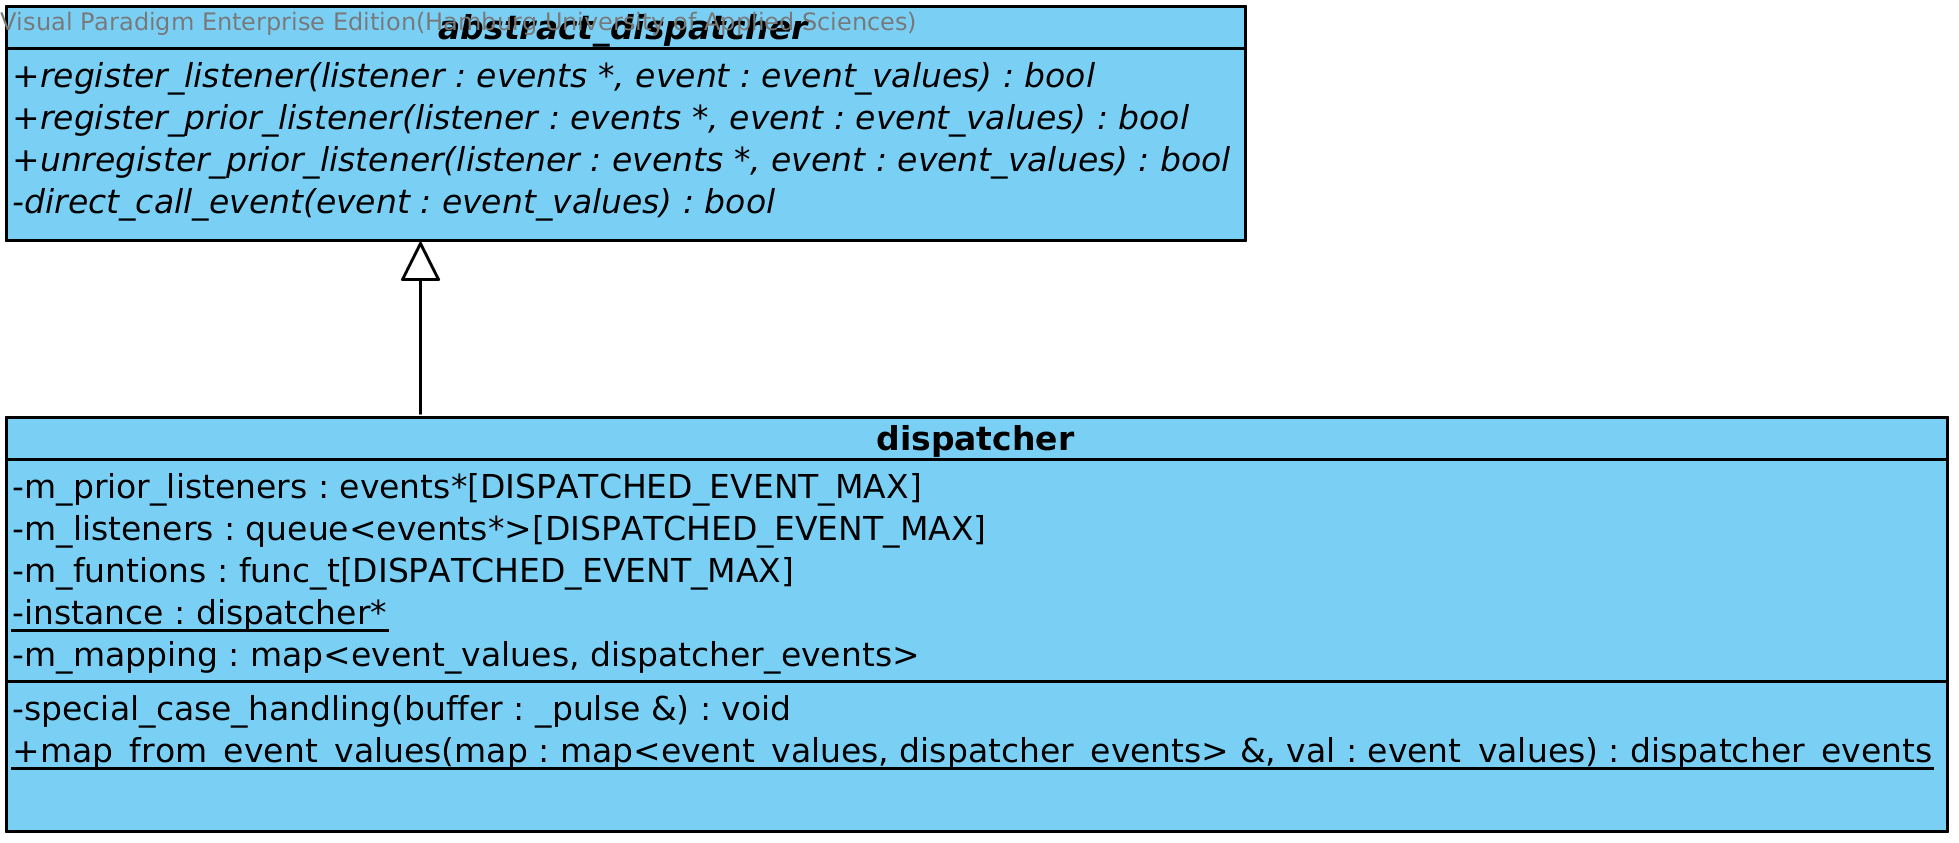 Visual Paradigm Enterprise Edition(Hamburg University of Applied Sciences)
abstract_dispatcher
+register_listener(listener : events *, event : event_values) : bool
+register_prior_listener(listener : events *, event : event_values) : bool
+unregister_prior_listener(listener : events *, event : event_values) : bool
-direct_call_event(event : event_values) : bool
dispatcher
-m_prior_listeners : events*[DISPATCHED_EVENT_MAX]
-m_listeners : queue<events*>[DISPATCHED_EVENT_MAX]
-m_funtions : func_t[DISPATCHED_EVENT_MAX]
-instance : dispatcher*
-m_mapping : map<event_values, dispatcher_events>
-special_case_handling(buffer : _pulse &) : void
+map_from_event_values(map : map<event_values, dispatcher_events> &, val : event_values) : dispatcher_events